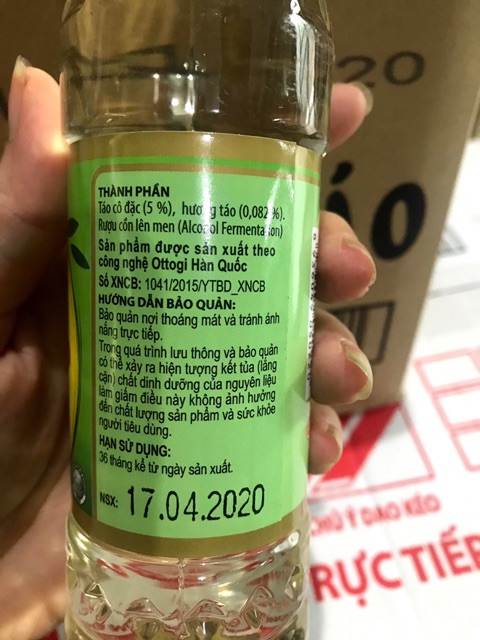 THÀNH PHẦN
Táo cô đặc (5 %), hương táo (0,082 %).
Rượu cồn lên men (Alcohol Fermentation)
Sản phẩm được sản xuất theo
công nghệ Ottogi Hàn Quốc
Số XNCB: 1041/2015/YTBD_XNCB
HƯỚNG DẪN BẢO QUẢN:
Bảo quản nơi thoáng mát và tránh ánh
nắng trực tiếp.
Trong quá trình lưu thông và bảo quản
có thể xảy ra hiện tượng kết tủa (lắng
cặn) chất dinh dưỡng của nguyên liệu
làm giấm điều này không ảnh hưởng
đến chất lượng sản phẩm và sức khỏe
người tiêu dùng.
HẠN SỬ DỤNG:
36 tháng kể từ ngày sản xuất.
NSX: 17.04.2020
20
ÁO
CHÚ Ý DAO KÉO
TRỰC TIẾP